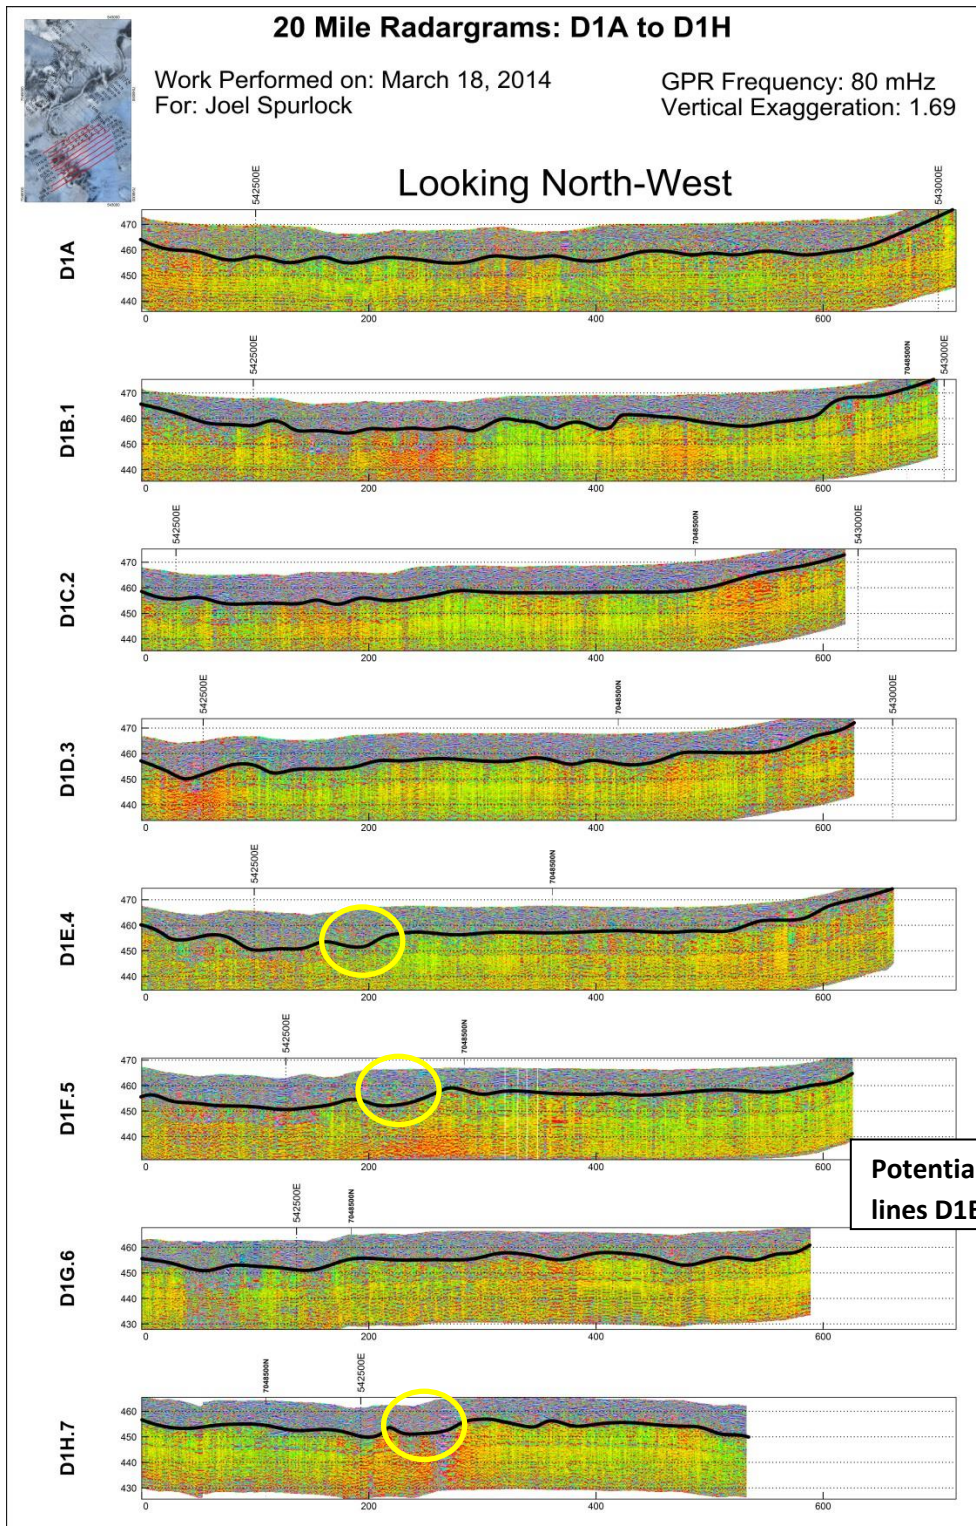 20 Mile Radargrams: D1A to D1H
Work Performed on: March 18, 2014
For: Joel Spurlock
GPR Frequency: 80 mHz
Vertical Exaggeration: 1.69
Looking North-West
542500E 543000E
D1A
470
460
450
440
0 200 400 600
542500E 7048500N 543000E
D1B.1
470
460
450
440
0 200 400 600
542500E 7048500N 543000E
D1C.2
470
460
450
440
0 200 400 600
542500E 7048500N 543000E
D1D.3
470
460
450
440
0 200 400 600
542500E 7048500N
D1E.4
470
460
450
440
0 200 400 600
542500E 7048500N
D1F.5
470
460
450
440
0 200 400 600
Potentia
lines D1E
542500E 7048500N
D1G.6
460
450
440
430
0 200 400 600
7048500N 542500E
D1H.7
460
450
440
430
0 200 400 600